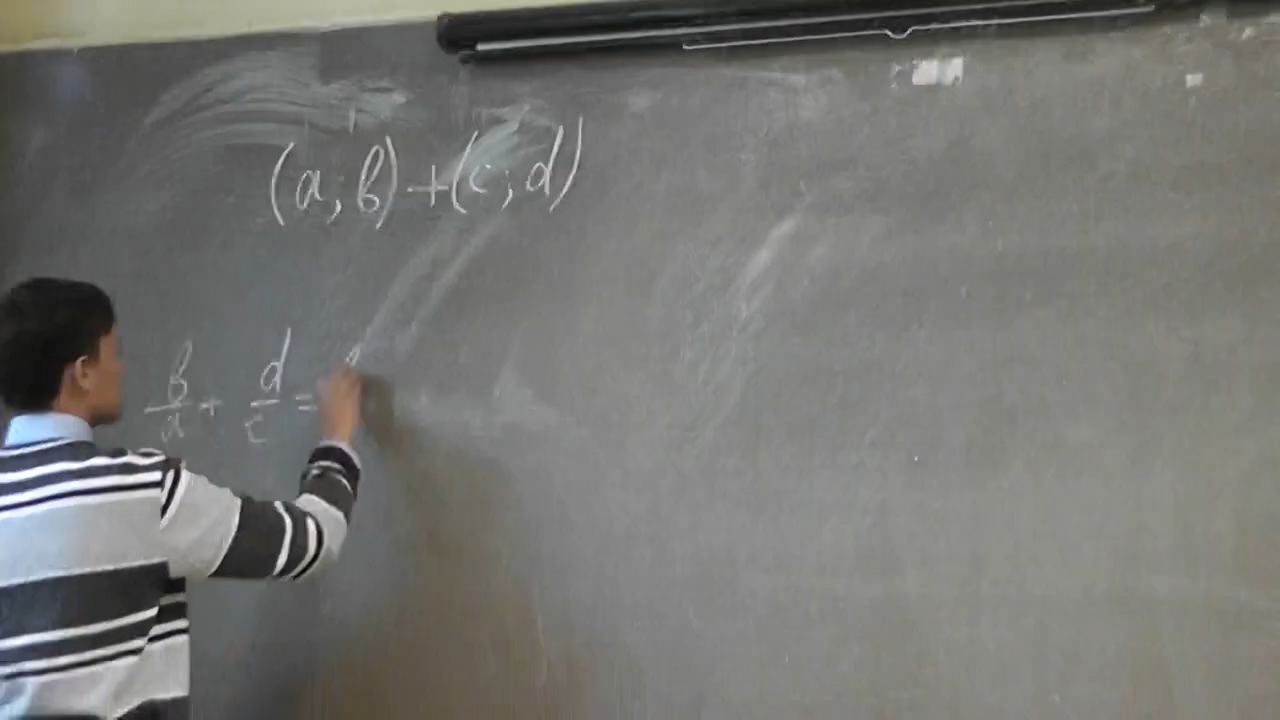 (a; b) + (c; d)
b/a + d/c =